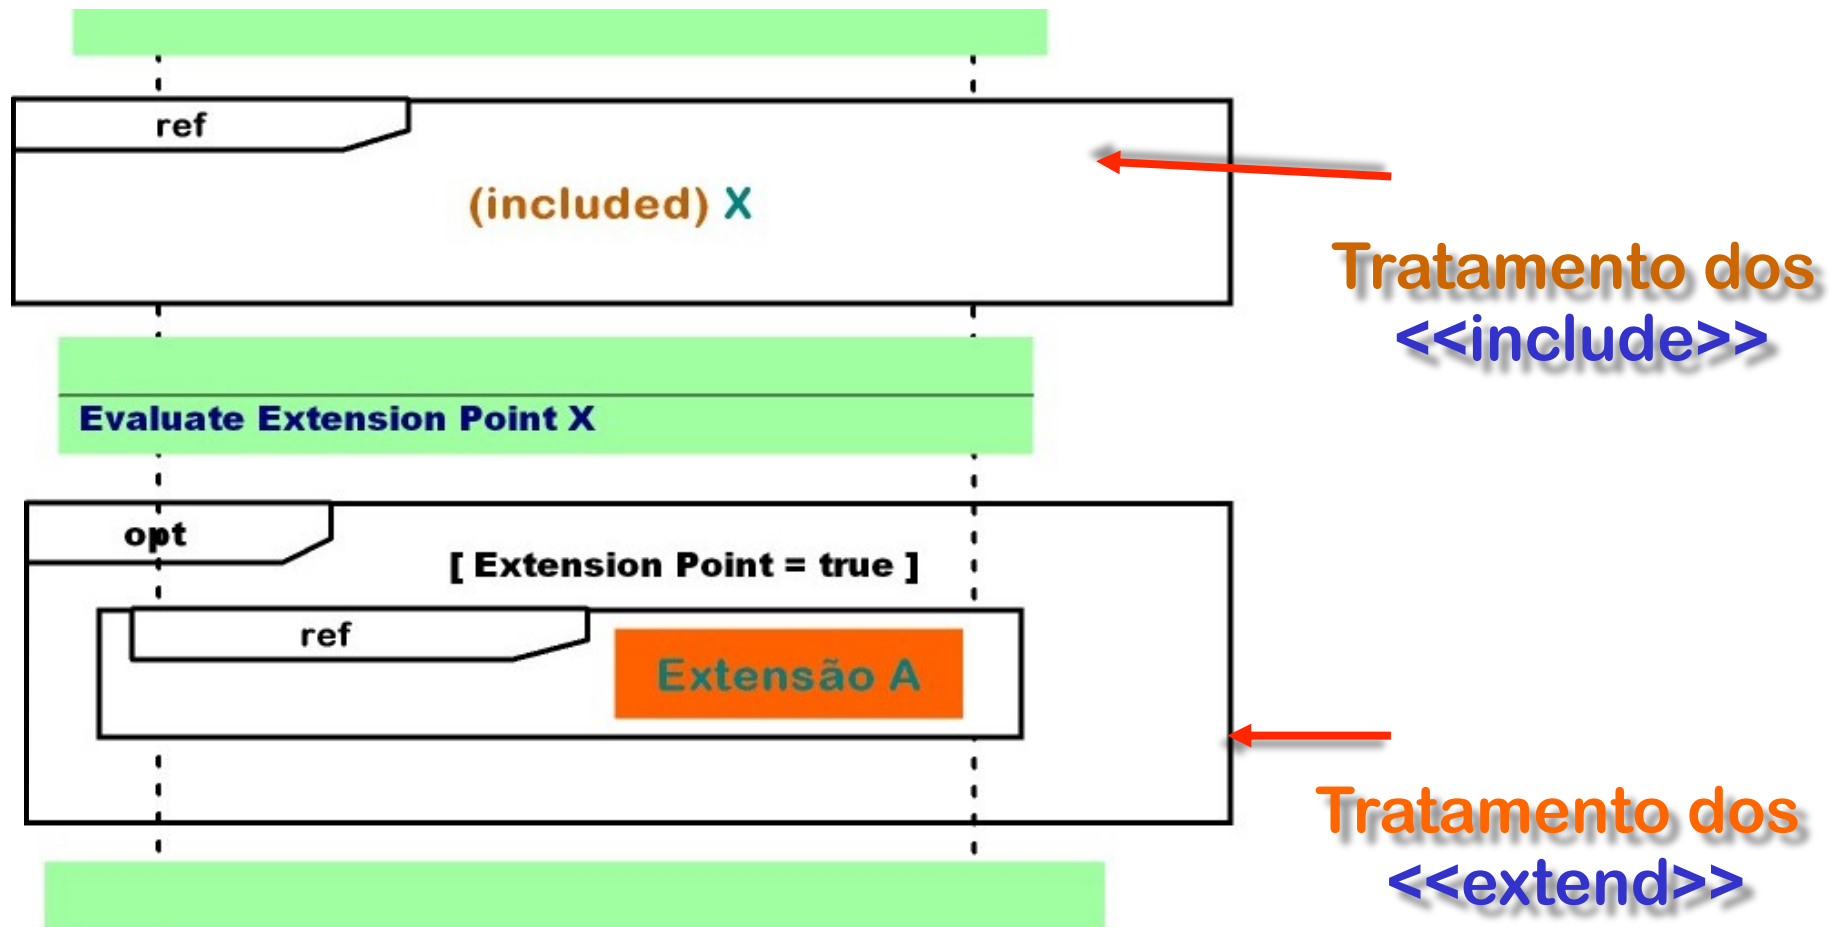 ref
(included) X
Tratamento dos
<<include>>
Evaluate Extension Point X
opt
[ Extension Point = true ]
ref
Extensão A
Tratamento dos
<<extend>>